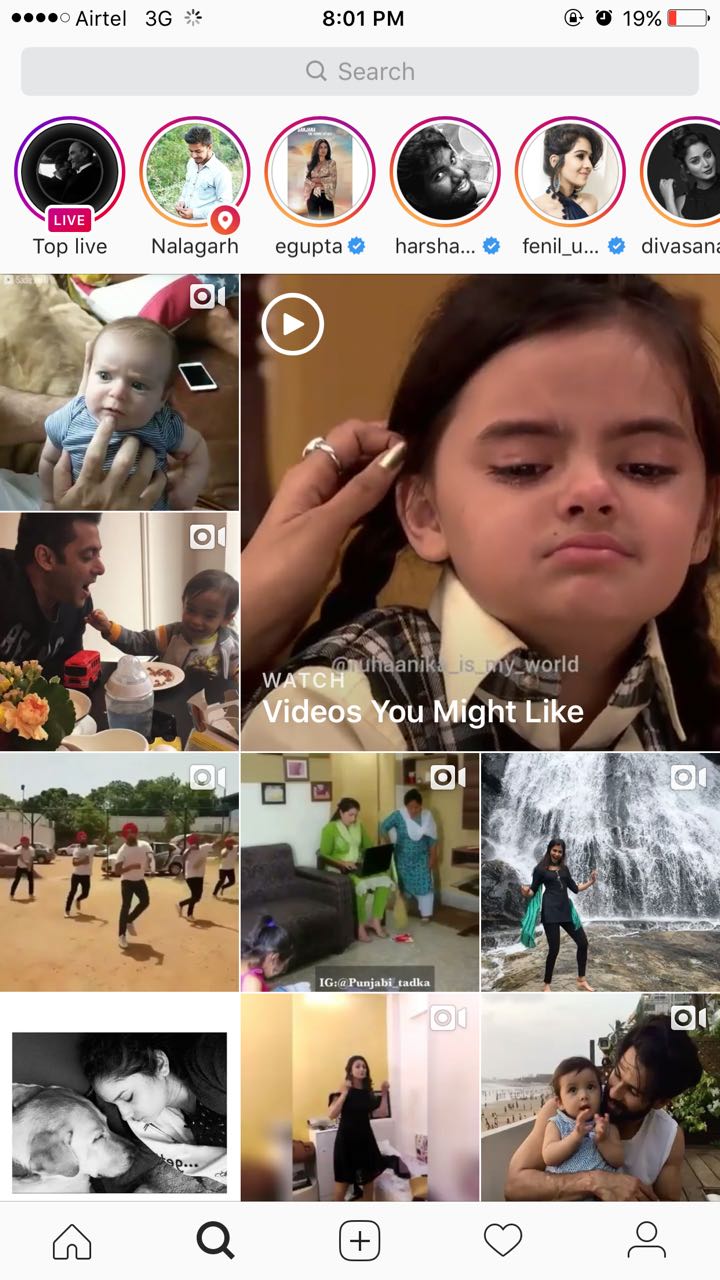 Airtel 3G 8:01 PM 19%
Search
LIVE
Top live Nalagarh egupta harsha... fenil_u... divasana
WATCH
Videos You Might Like
IG:@Punjabi_tadka